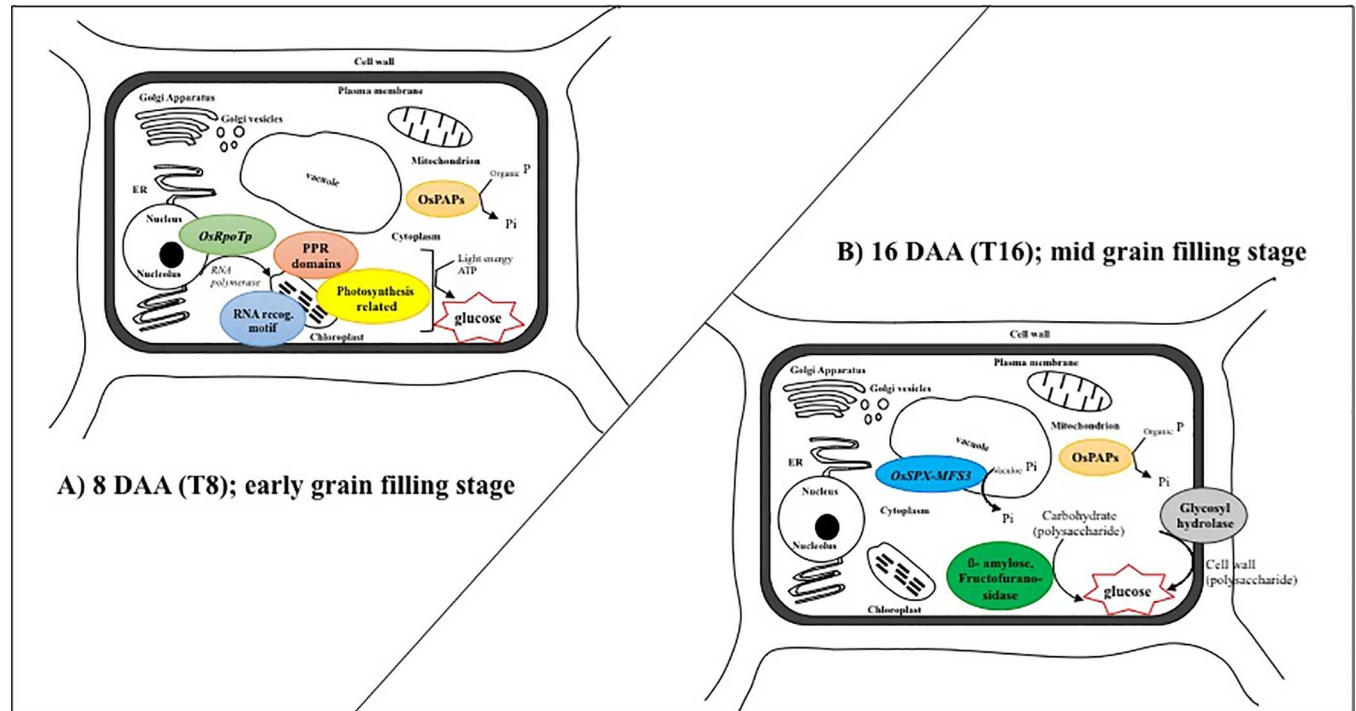 Cell wall
Plasma membrane
Golgi Apparatus
Golgi vesicles
Mitochondrion
vacuole
ER
OsPAPs
Organic P
Pi
Nucleus
OsRpoTp
Cytoplasm
PPR
domains
Light energy
ATP
Nucleolus
RNA
polymerase
Photosynthesis
related
RNA recog.
motif
glucose
Chloroplast
A) 8 DAA (T8); early grain filling stage
B) 16 DAA (T16); mid grain filling stage
Cell wall
Plasma membrane
Golgi Apparatus
Golgi vesicles
Mitochondrion
vacuole
Organic P
ER
OsPAPs
OsSPX-MFS3
Vacuole Pi
Pi
Nucleus
Cytoplasm
Pi
Carbohydrate
(polysaccharide)
Glycosyl
hydrolase
Nucleolus
ß- amylose,
Fructofurano-
sidase
Cell wall
(polysaccharide)
glucose
Chloroplast